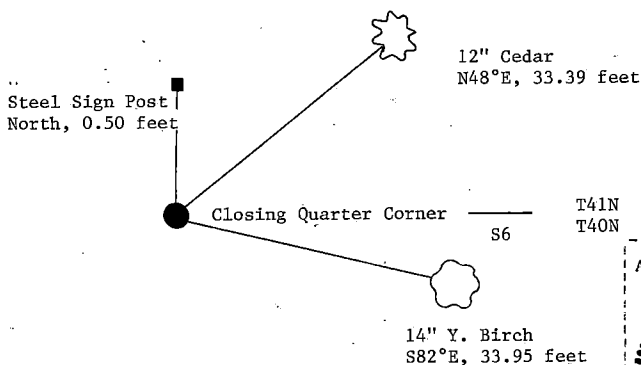 12" Cedar
N48°E, 33.39 feet
Steel Sign Post
North, 0.50 feet
Closing Quarter Corner
S6
T41N
T40N
A
14" Y. Birch
S82°E, 33.95 feet